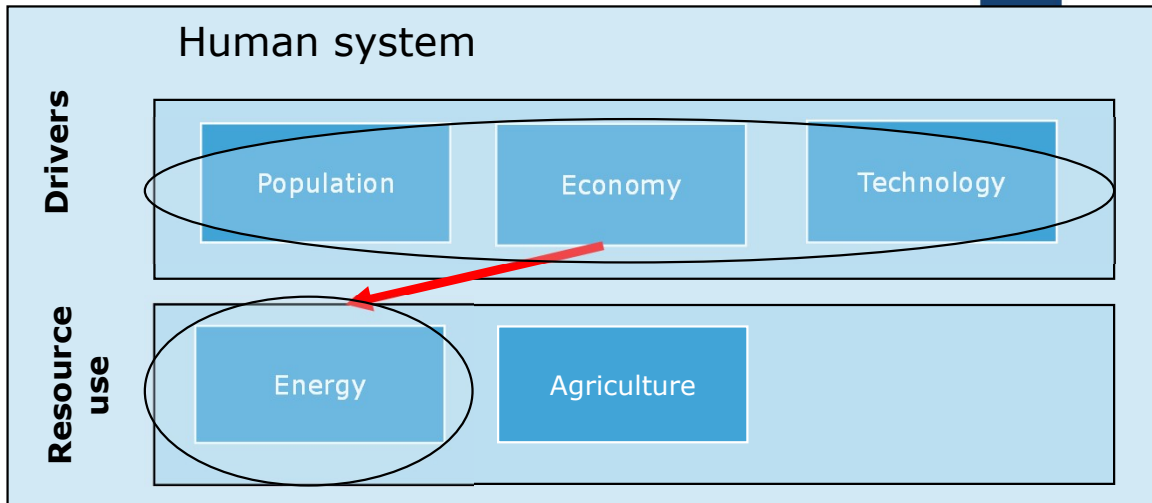 Human system
Drivers
Population
Economy
Technology
Resource
use
Energy
Agriculture